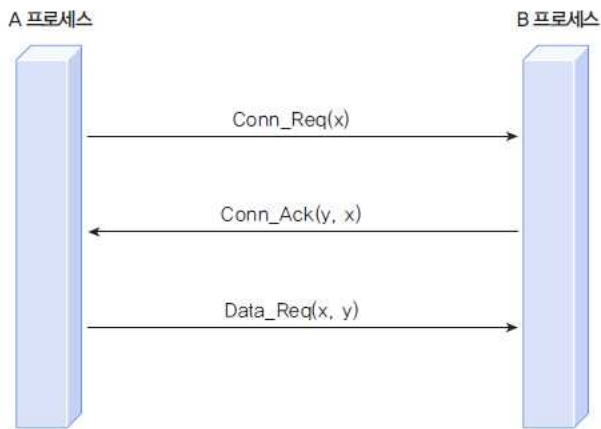 A 프로세스
B 프로세스
Conn_Req(x)
Conn_Ack(y, x)
Data_Req(x, y)